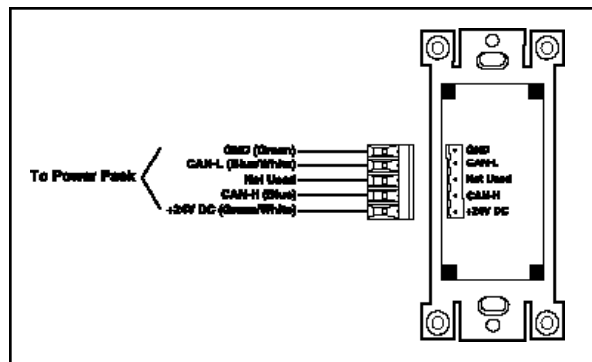 GND (Green)
CAN-L (Blue/White)
To Power Pack
Not Used
CAN-H (Blue)
+24V DC (Green/White)
GND
CAN-L
Not Used
CAN-H
+24V DC